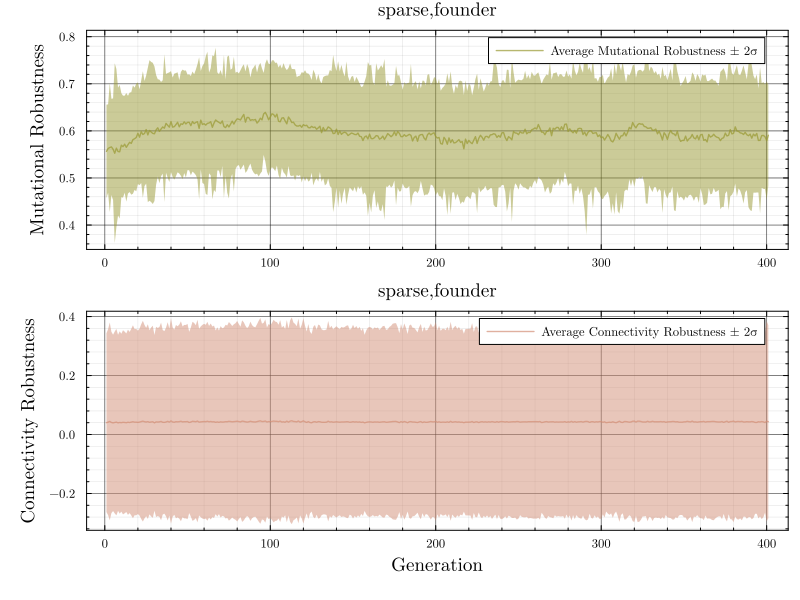 sparse,founder
Average Mutational Robustness ± 2σ
Mutational Robustness
0.8
0.7
0.6
0.5
0.4
0
100
200
300
400
sparse,founder
Average Connectivity Robustness ± 2σ
Connectivity Robustness
0.4
0.2
0.0
−0.2
0
100
200
300
400
Generation